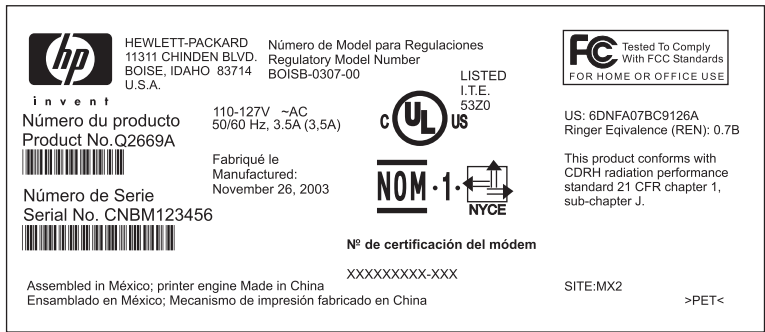 hp
invent
HEWLETT-PACKARD
11311 CHINDEN BLVD.
BOISE, IDAHO 83714
U.S.A.
Número de Model para Regulaciones
Regulatory Model Number
BOISB-0307-00
LISTED
I.T.E.
53Z0
FC Tested To Comply
With FCC Standards
FOR HOME OR OFFICE USE
Número du producto
Product No.Q2669A
110-127V ~AC
50/60 Hz, 3.5A (3,5A)
C UL US
US: 6DNFA07BC9126A
Ringer Eqivalence (REN): 0.7B
Fabriqué le
Manufactured:
November 26, 2003
NOM·1·
NYCE
This product conforms with
CDRH radiation performance
standard 21 CFR chapter 1,
sub-chapter J.
Número de Serie
Serial No. CNBM123456
Nº de certificación del módem
XXXXXXXXX-XXX
Assembled in México; printer engine Made in China
Ensamblado en México; Mecanismo de impresión fabricado en China
SITE:MX2
>PET<